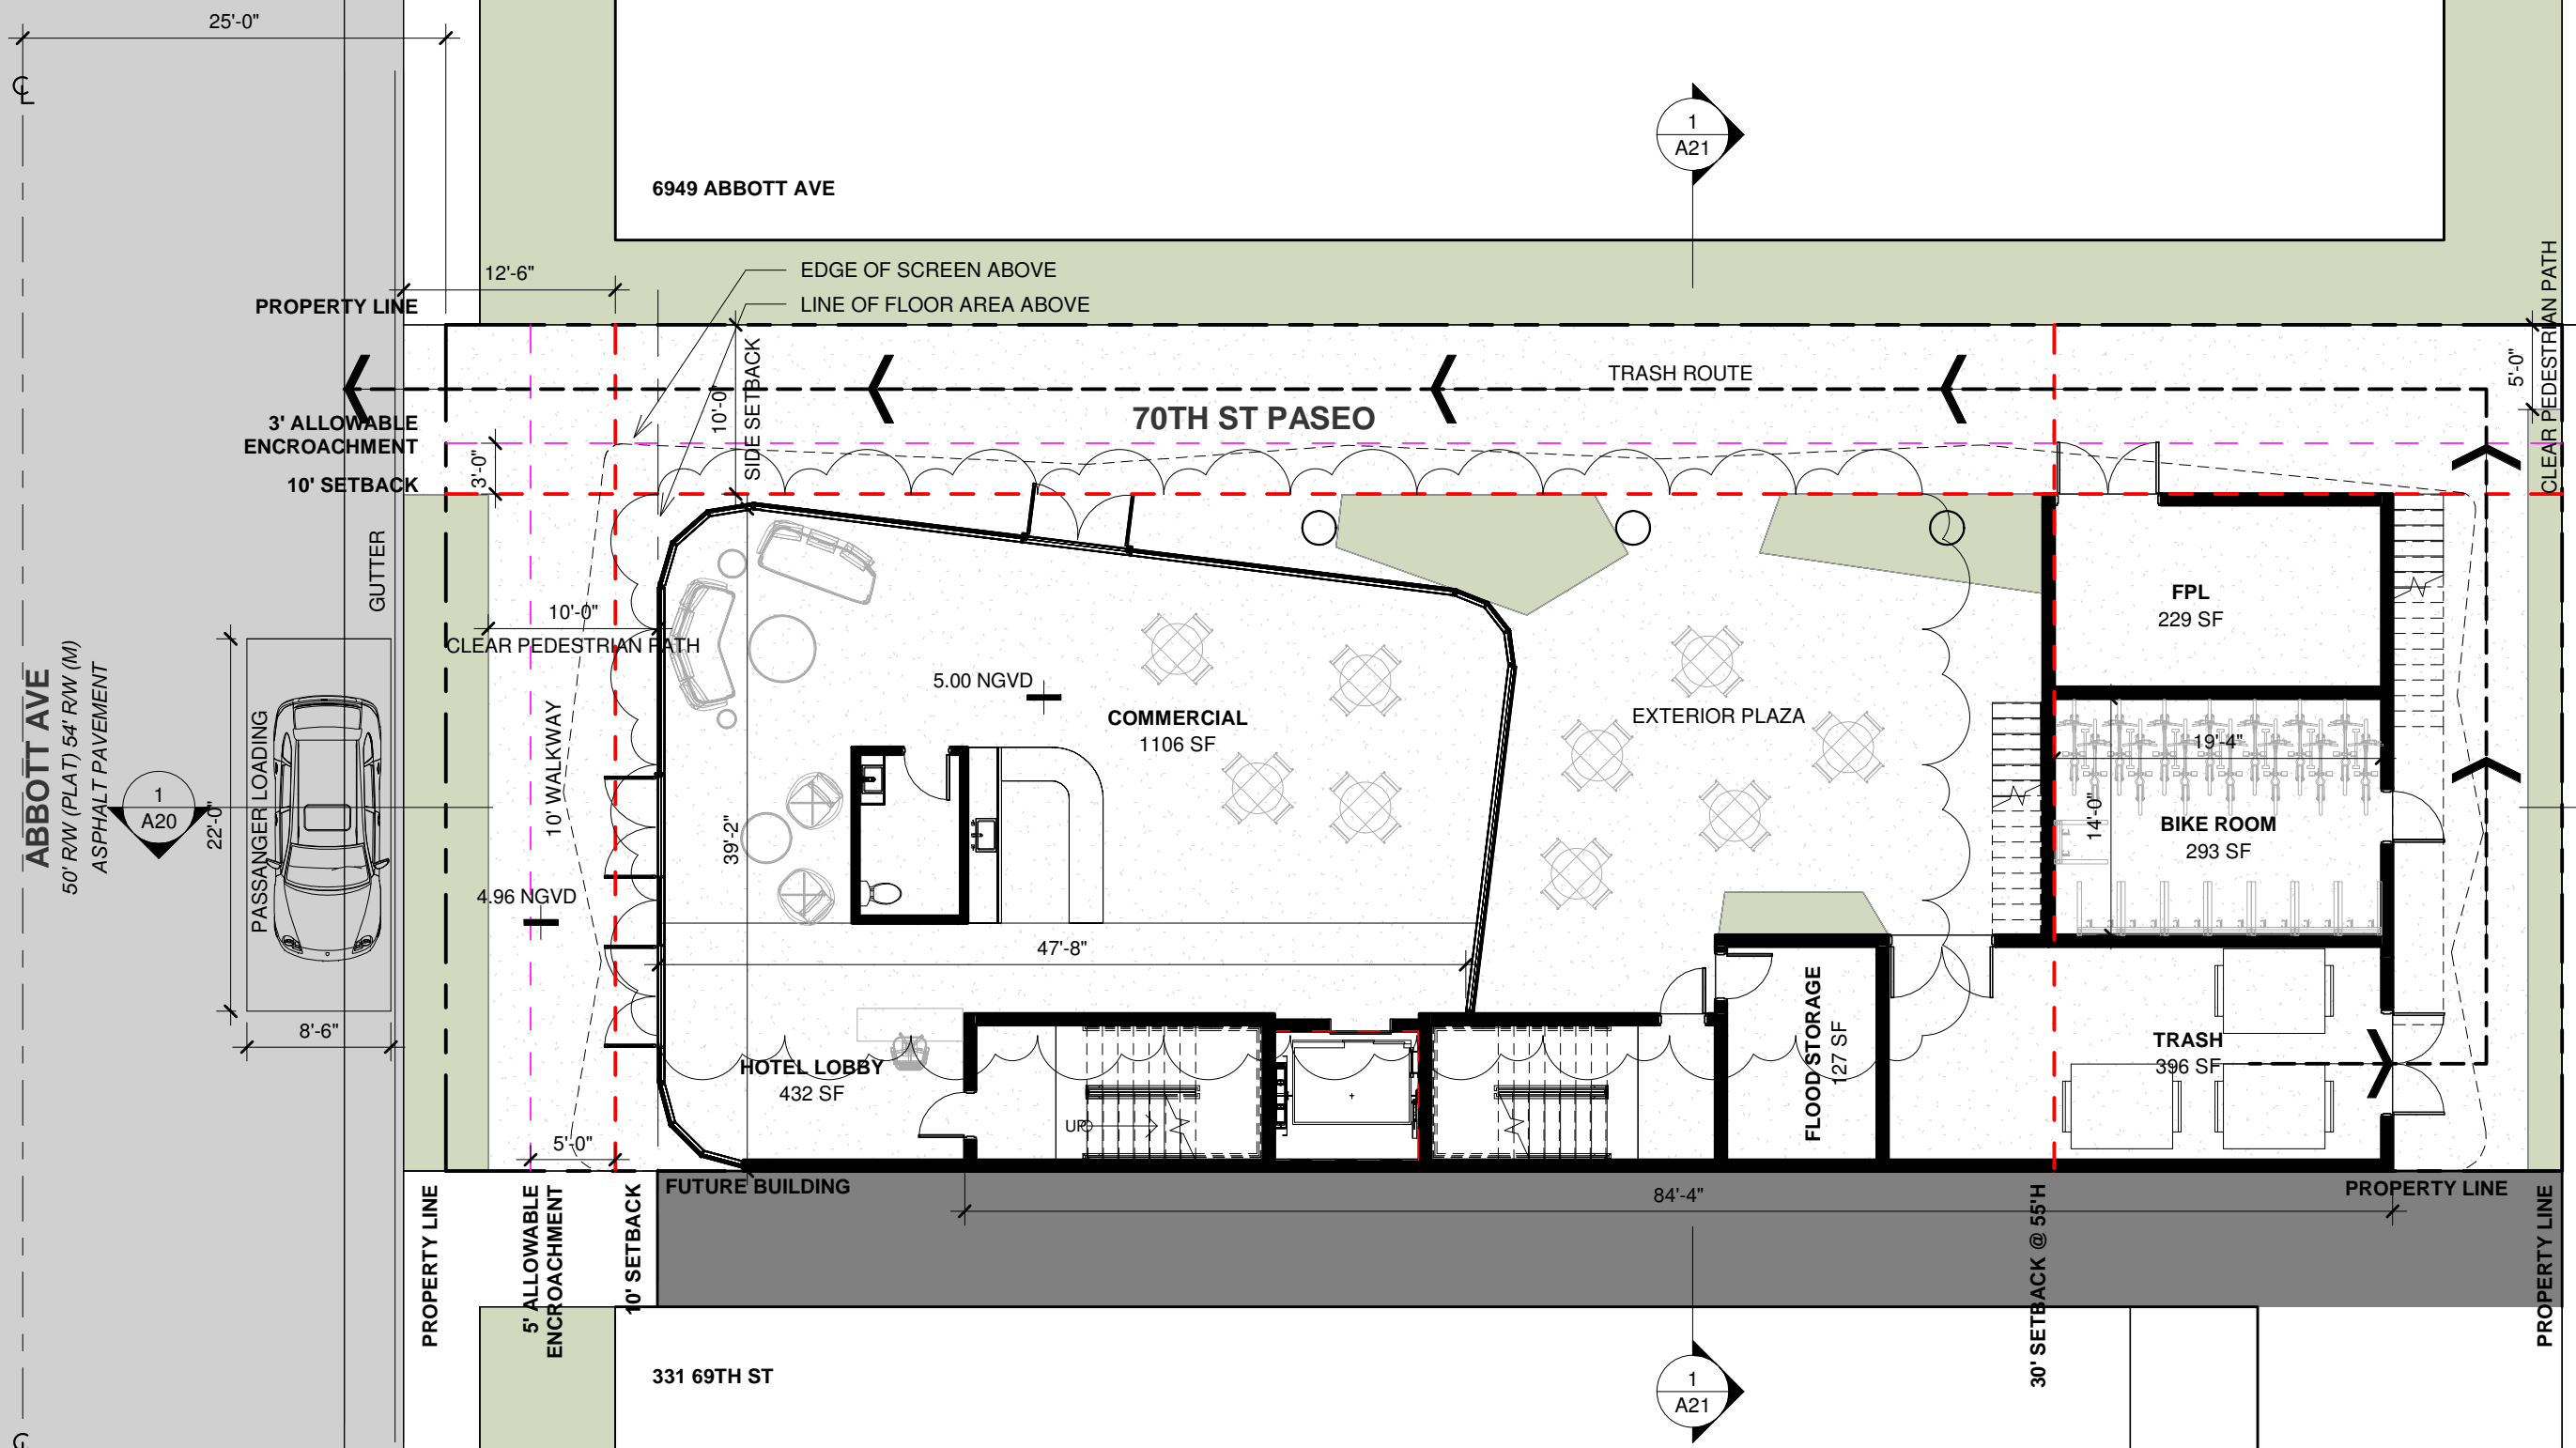 25'-0"
1
A21
6949 ABBOTT AVE
12'-6"
EDGE OF SCREEN ABOVE
LINE OF FLOOR AREA ABOVE
PROPERTY LINE
10'-0"
SIDE SETBACK
TRASH ROUTE
70TH ST PASEO
5'-0"
CLEAR PEDESTRIAN PATH
3' ALLOWABLE
ENCROACHMENT
3'-0"
10' SETBACK
GUTTER
10'-0"
CLEAR PEDESTRIAN PATH
FPL
229 SF
5.00 NGVD
COMMERCIAL
1106 SF
EXTERIOR PLAZA
19'-4"
14'-0"
BIKE ROOM
293 SF
ABBOTT AVE
50' R/W (PLAT) 54' R/W (M)
ASPHALT PAVEMENT
1
A20
22'-0"
PASSANGER LOADING
10' WALKWAY
39'-2"
4.96 NGVD
47'-8"
8'-6"
HOTEL LOBBY
432 SF
UP
FLOOD STORAGE
127 SF
TRASH
396 SF
5'-0"
FUTURE BUILDING
84'-4"
PROPERTY LINE
PROPERTY LINE
5' ALLOWABLE
ENCROACHMENT
10' SETBACK
30' SETBACK @ 55'H
PROPERTY LINE
331 69TH ST
1
A21